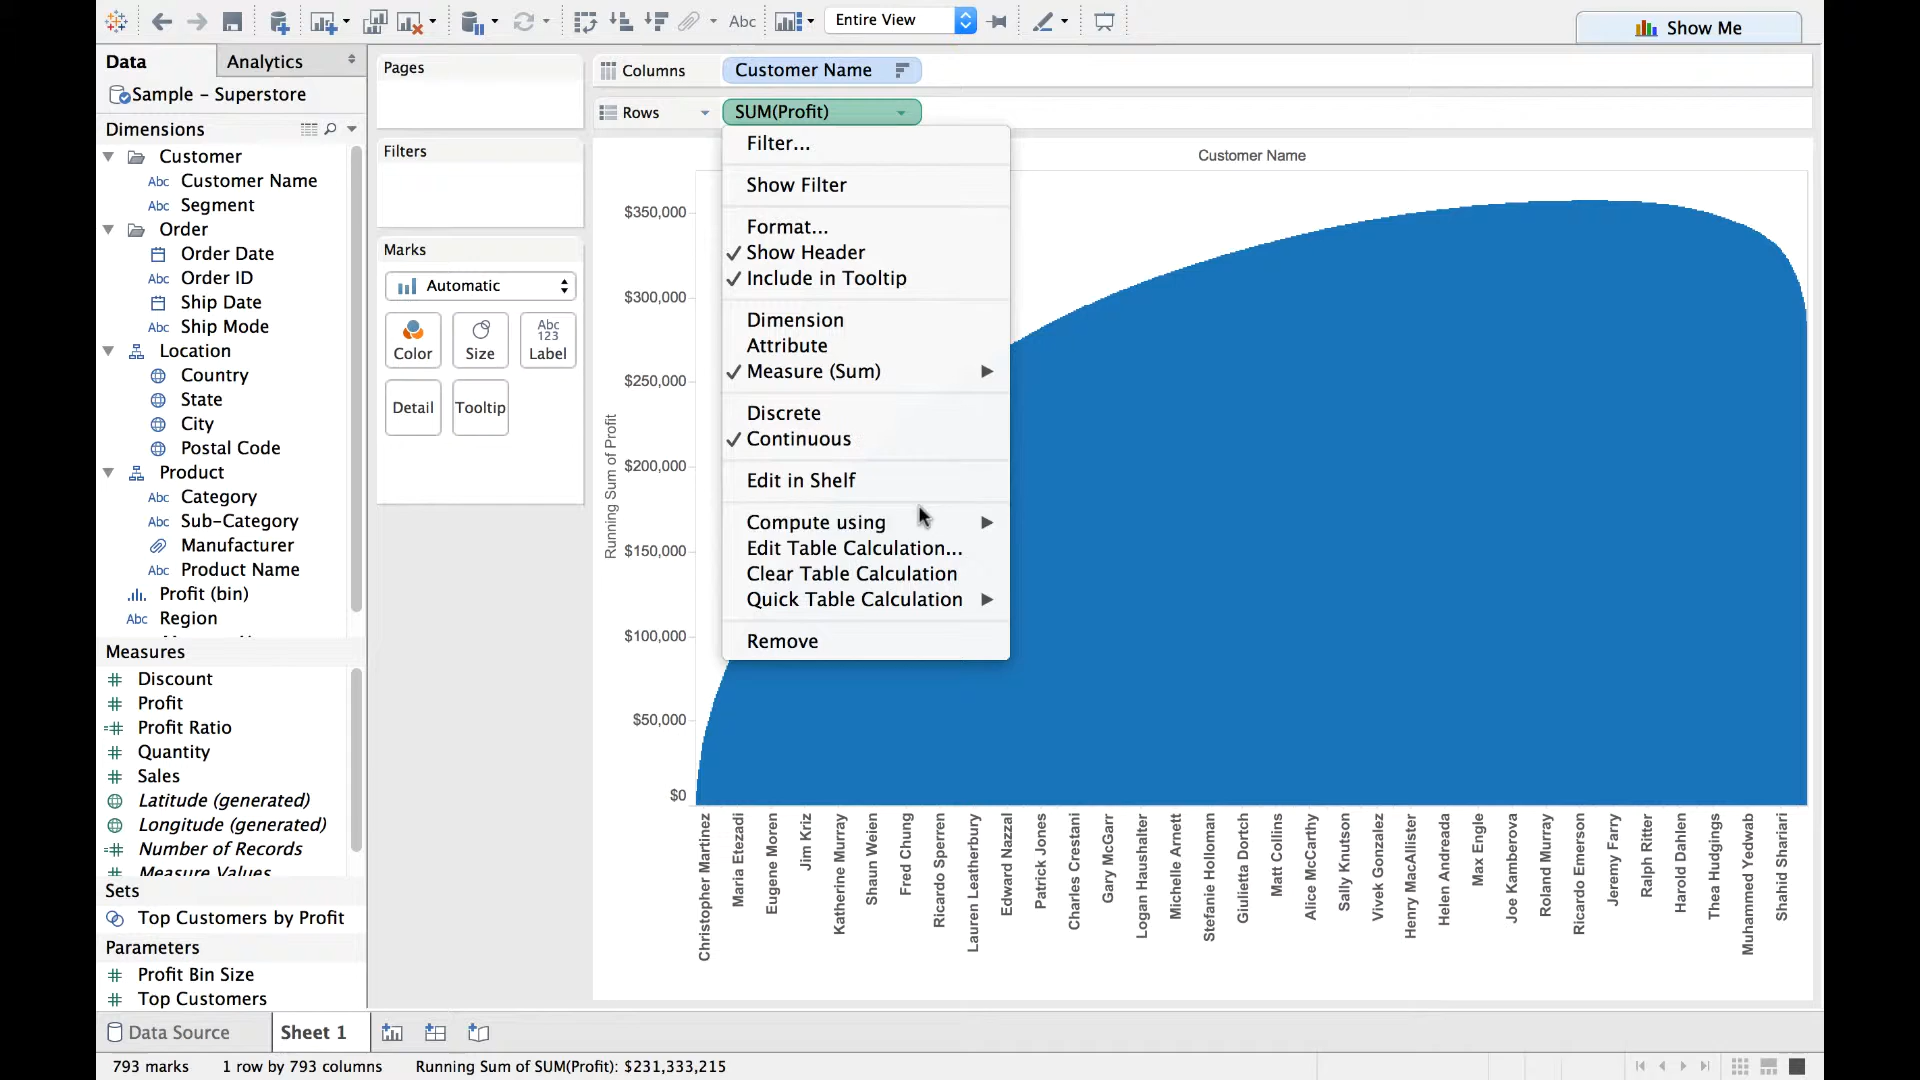 Abc
Entire View
Show Me
Data
Analytics
Sample - Superstore
Dimensions
Customer
Abc Customer Name
Abc Segment
Order
Order Date
Abc Order ID
Ship Date
Abc Ship Mode
Location
Country
State
City
Postal Code
Product
Abc Category
Abc Sub-Category
Manufacturer
Abc Product Name
Profit (bin)
Abc Region
Measures
Discount
Profit
Profit Ratio
Quantity
Sales
Latitude (generated)
Longitude (generated)
Number of Records
Measure Values
Sets
Top Customers by Profit
Parameters
Profit Bin Size
Top Customers
Pages
Filters
Marks
Automatic
Color
Size
Abc
123
Label
Detail
Tooltip
Columns
Customer Name
Rows
SUM(Profit)
Filter...
Show Filter
Format...
Show Header
Include in Tooltip
Dimension
Attribute
Measure (Sum)
Discrete
Continuous
Edit in Shelf
Compute using
Edit Table Calculation...
Clear Table Calculation
Quick Table Calculation
Remove
Customer Name
Running Sum of Profit
$350,000
$300,000
$250,000
$200,000
$150,000
$100,000
$50,000
$0
Christopher Martinez
Maria Etezadi
Eugene Moren
Jim Kriz
Katherine Murray
Shaun Weien
Fred Chung
Ricardo Sperren
Lauren Leatherbury
Edward Nazzal
Patrick Jones
Charles Crestani
Gary McGarr
Logan Haushalter
Michelle Arnett
Stefanie Holloman
Giulietta Dortch
Matt Collins
Alice McCarthy
Sally Knutson
Vivek Gonzalez
Henry MacAllister
Helen Andreada
Max Engle
Joe Kamberova
Roland Murray
Ricardo Emerson
Jeremy Farry
Ralph Ritter
Harold Dahlen
Thea Hudgings
Muhammed Yedwab
Shahid Shariari
Data Source
Sheet 1
793 marks
1 row by 793 columns
Running Sum of SUM(Profit): $231,333,215